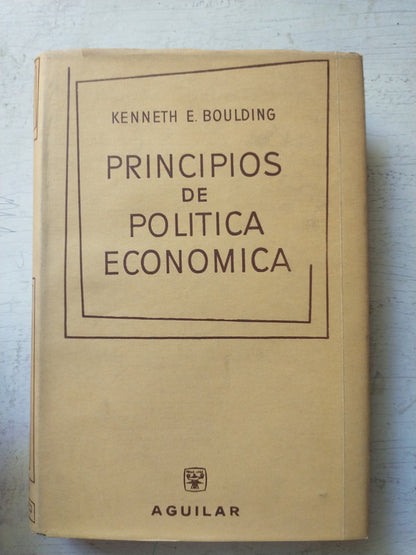 KENNETH E. BOULDING
PRINCIPIOS
DE
POLITICA
ECONOMICA
AGUILAR